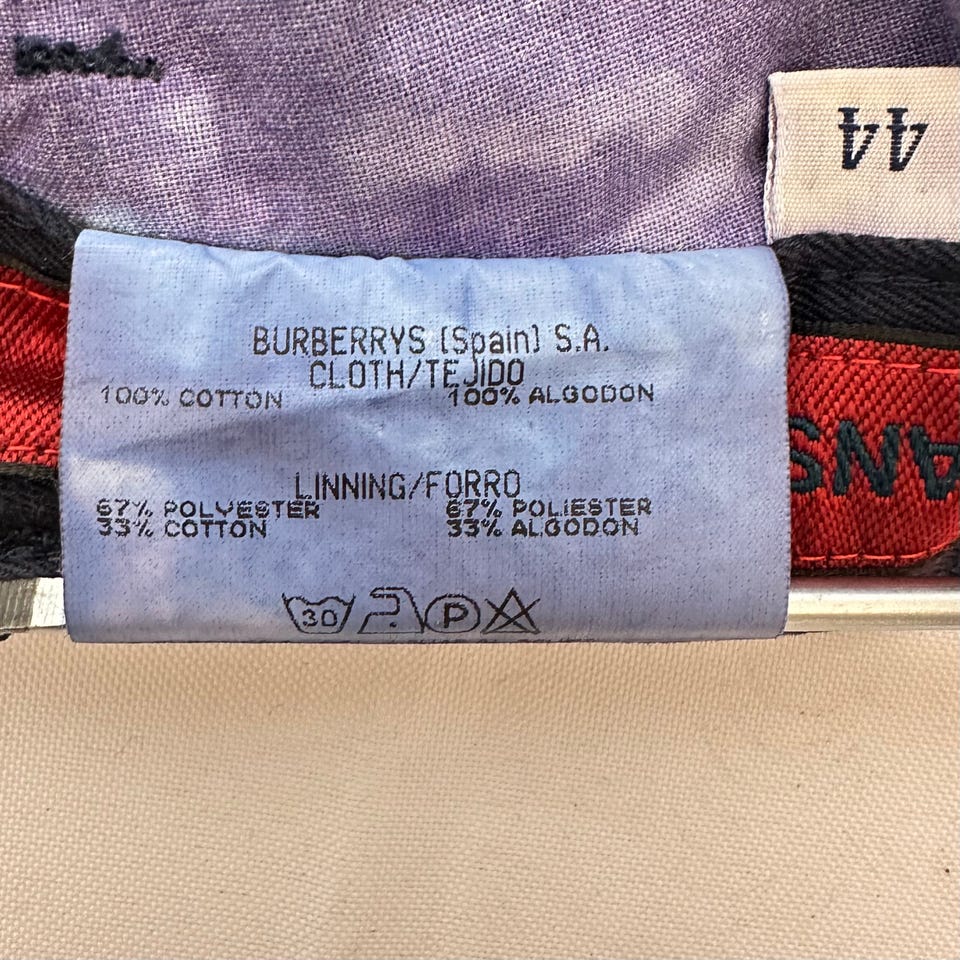 44
BURBERRYS (Spain) S.A.
CLOTH/TEJIDO
100% COTTON 100% ALGODON
LINNING/FORRO
67% POLYESTER 67% POLIESTER
33% COTTON 33% ALGODON
30 P
ANS